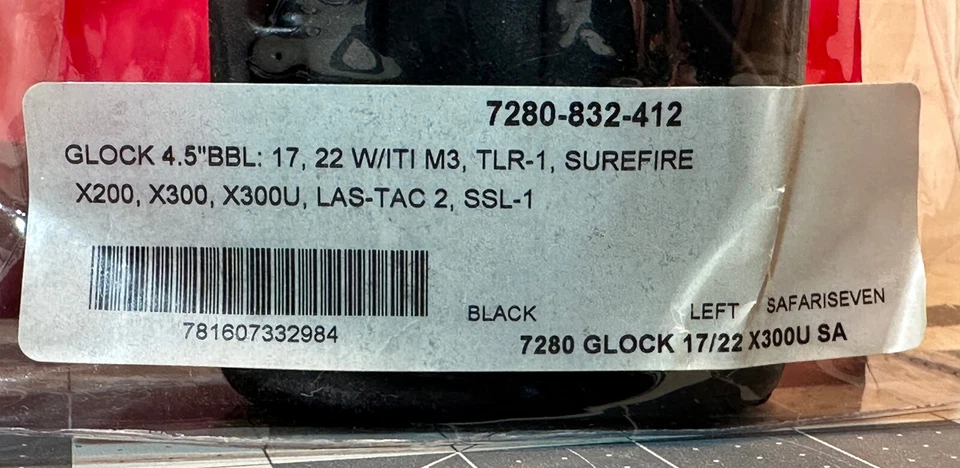 7280-832-412
GLOCK 4.5"BBL: 17, 22 W/ITI M3, TLR-1, SUREFIRE
X200, X300, X300U, LAS-TAC 2, SSL-1
781607332984
BLACK LEFT SAFARISEVEN
7280 GLOCK 17/22 X300U SA